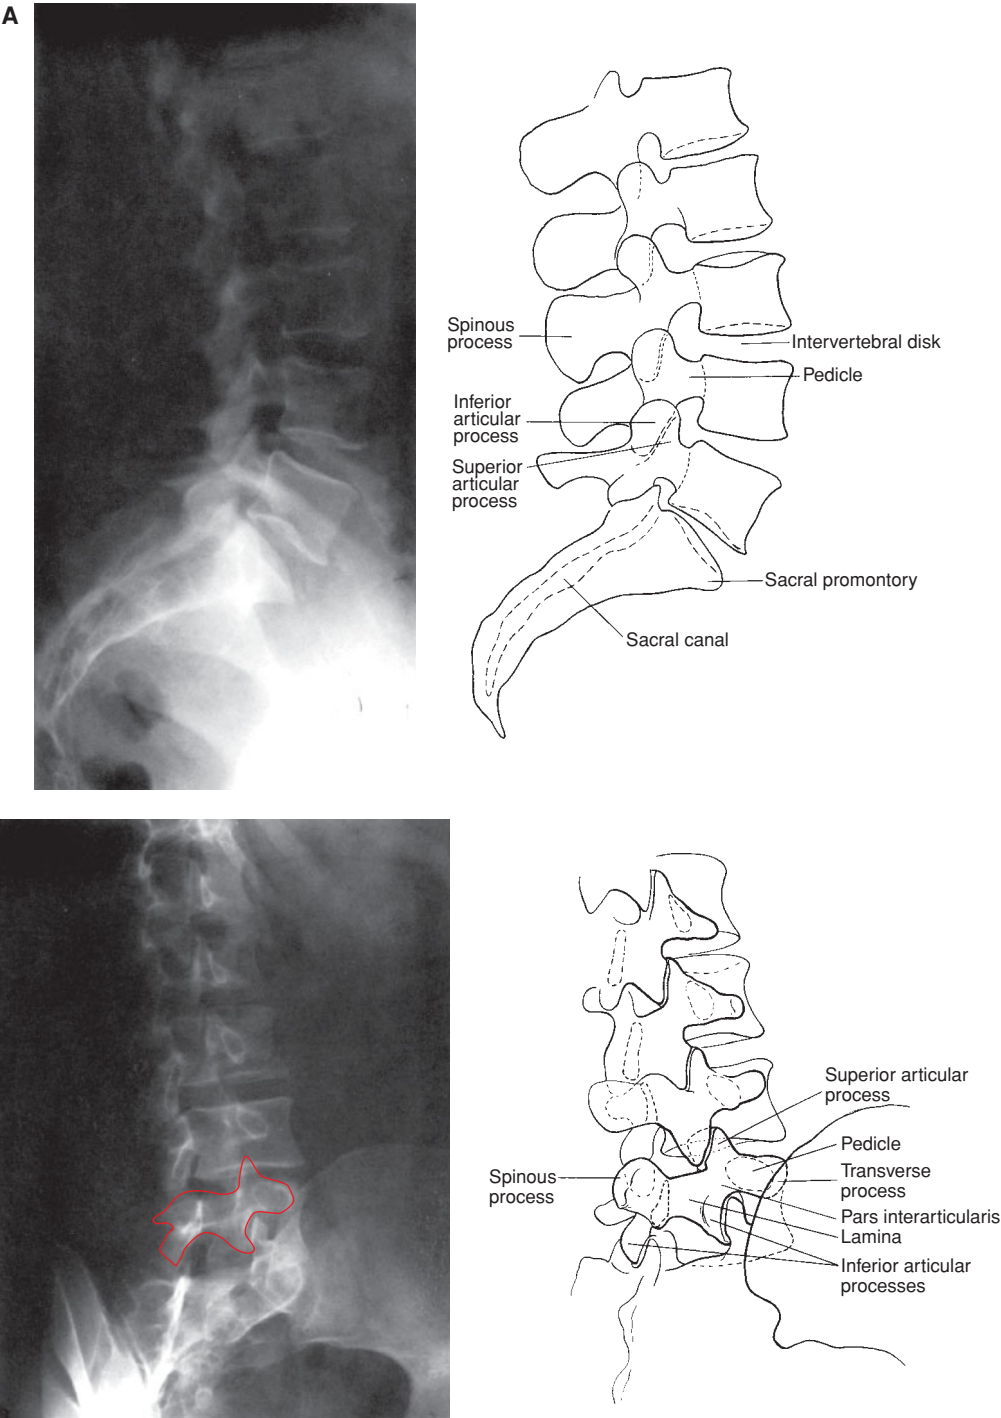 A
Spinous
process
Intervertebral disk
Pedicle
Inferior
articular
process
Superior
articular
process
Sacral promontory
Sacral canal
Superior articular
process
Pedicle
Spinous
process
Transverse
process
Pars interarticularis
Lamina
Inferior articular
processes